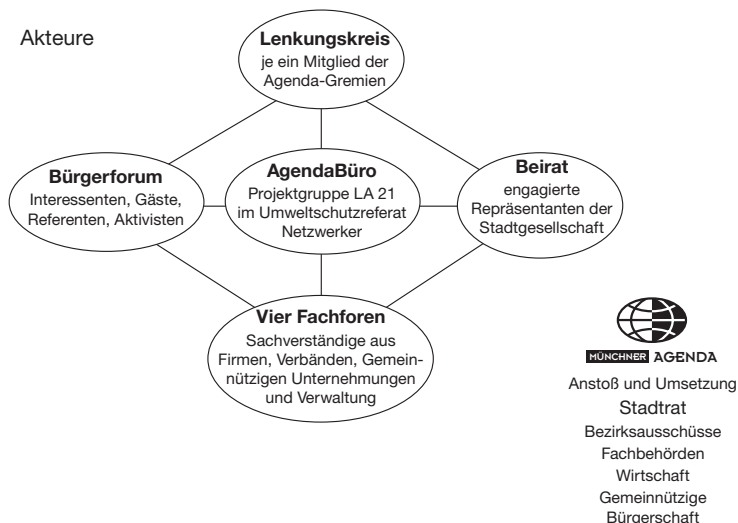 Akteure
Lenkungskreis
je ein Mitglied der
Agenda-Gremien
Bürgerforum
Interessenten, Gäste,
Referenten, Aktivisten
AgendaBüro
Projektgruppe LA 21
im Umweltschutzreferat
Netzwerker
Beirat
engagierte
Repräsentanten der
Stadtgesellschaft
Vier Fachforen
Sachverständige aus
Firmen, Verbänden, Gemein-
nützigen Unternehmungen
und Verwaltung
MÜNCHNER AGENDA
Anstoß und Umsetzung
Stadtrat
Bezirksausschüsse
Fachbehörden
Wirtschaft
Gemeinnützige
Bürgerschaft